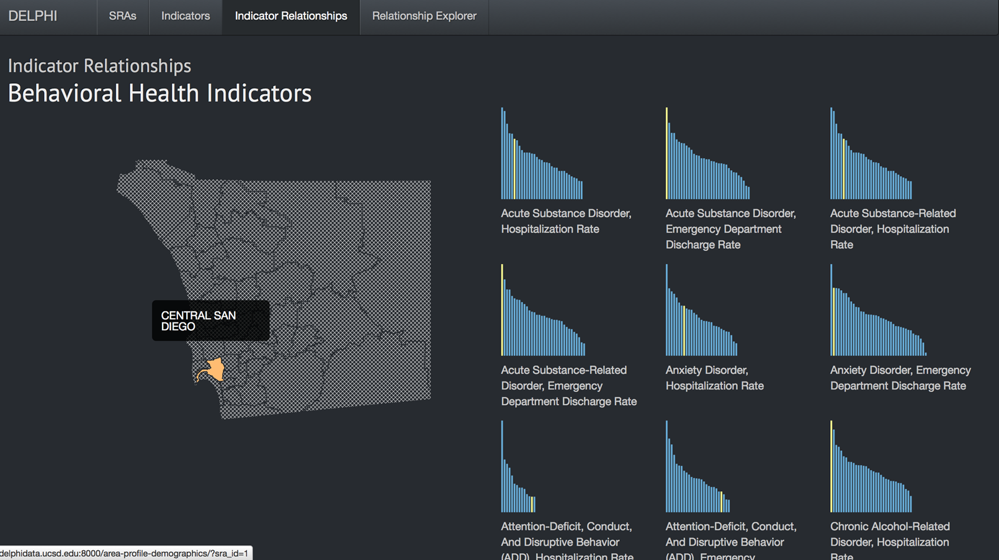 DELPHI
SRAs
Indicators
Indicator Relationships
Relationship Explorer
Indicator Relationships
Behavioral Health Indicators
CENTRAL SAN
DIEGO
Acute Substance Disorder,
Hospitalization Rate
Acute Substance Disorder,
Emergency Department
Discharge Rate
Acute Substance-Related
Disorder, Hospitalization
Rate
Acute Substance-Related
Disorder, Emergency
Department Discharge Rate
Anxiety Disorder,
Hospitalization Rate
Anxiety Disorder, Emergency
Department Discharge Rate
Attention-Deficit, Conduct,
And Disruptive Behavior
(ADD), Hospitalization Rate
Attention-Deficit, Conduct,
And Disruptive Behavior
(ADD), Emergency
Chronic Alcohol-Related
Disorder, Hospitalization
Rate
delphidata.ucsd.edu:8000/area-profile-demographics/?sra_id=1